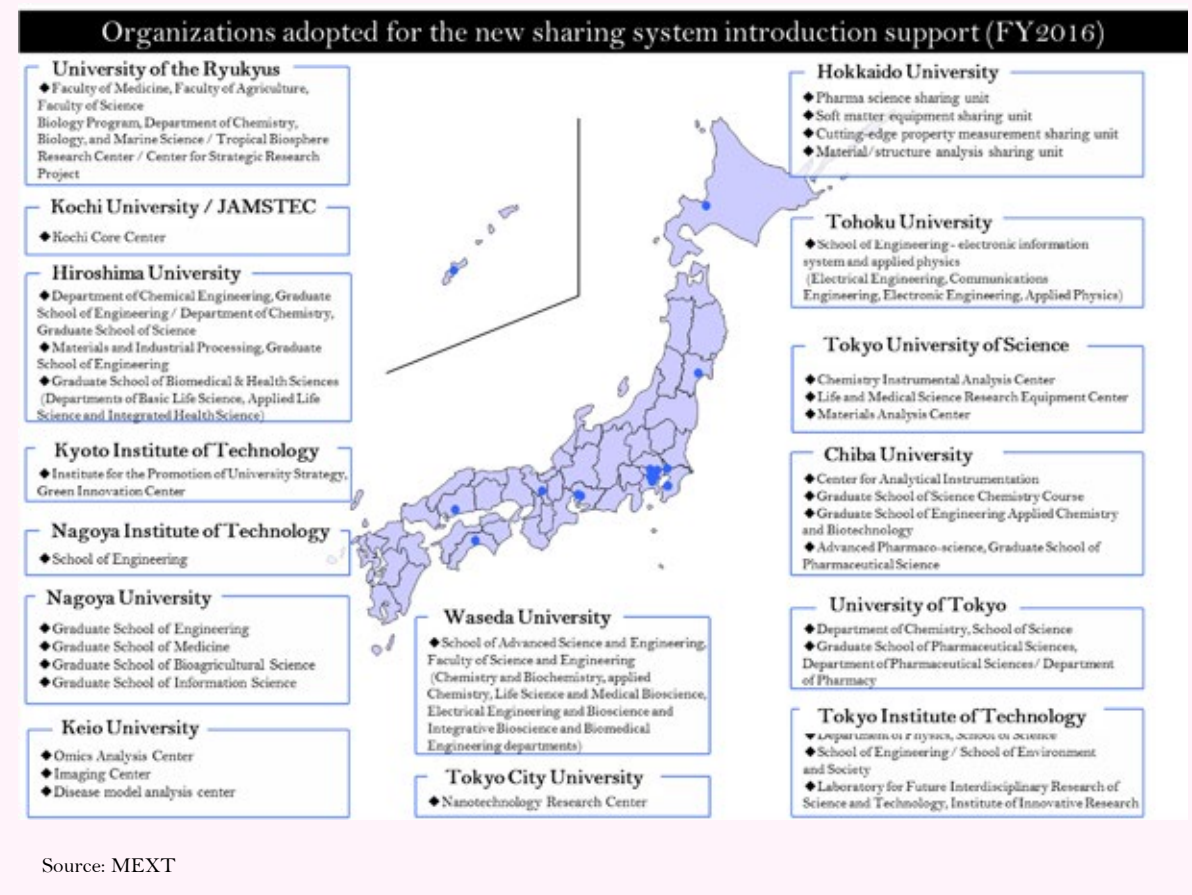 Organizations adopted for the new sharing system introduction support (FY2016)
University of the Ryukyus
◆Faculty of Medicine, Faculty of Agriculture,
Faculty of Science
Biology Program, Department of Chemistry,
Biology, and Marine Science / Tropical Biosphere
Research Center / Center for Strategic Research
Project
Kochi University / JAMSTEC
◆Kochi Core Center
Hiroshima University
◆Department of Chemical Engineering, Graduate
School of Engineering / Department of Chemistry,
Graduate School of Science
◆Materials and Industrial Processing, Graduate
School of Engineering
◆Graduate School of Biomedical & Health Sciences
(Departments of Basic Life Science, Applied Life
Science and Integrated Health Science)
Kyoto Institute of Technology
◆Institute for the Promotion of University Strategy,
Green Innovation Center
Nagoya Institute of Technology
◆School of Engineering
Nagoya University
◆Graduate School of Engineering
◆Graduate School of Medicine
◆Graduate School of Bioagricultural Science
◆Graduate School of Information Science
Keio University
◆Omics Analysis Center
◆Imaging Center
◆Disease model analysis center
Waseda University
◆School of Advanced Science and Engineering,
Faculty of Science and Engineering
(Chemistry and Biochemistry, applied
Chemistry, Life Science and Medical Bioscience,
Electrical Engineering and Bioscience and
Integrative Bioscience and Biomedical
Engineering departments)
Tokyo City University
◆Nanotechnology Research Center
Hokkaido University
◆Pharma science sharing unit
◆Soft matter equipment sharing unit
◆Cutting-edge property measurement sharing unit
◆Material/structure analysis sharing unit
Tohoku University
◆School of Engineering - electronic information
system and applied physics
(Electrical Engineering, Communications
Engineering, Electronic Engineering, Applied Physics)
Tokyo University of Science
◆Chemistry Instrumental Analysis Center
◆Life and Medical Science Research Equipment Center
◆Materials Analysis Center
Chiba University
◆Center for Analytical Instrumentation
◆Graduate School of Science Chemistry Course
◆Graduate School of Engineering Applied Chemistry
and Biotechnology
◆Advanced Pharmaco-science, Graduate School of
Pharmaceutical Science
University of Tokyo
◆Department of Chemistry, School of Science
◆Graduate School of Pharmaceutical Sciences,
Department of Pharmaceutical Sciences / Department
of Pharmacy
Tokyo Institute of Technology
◆Department of Physics, School of Science
◆School of Engineering / School of Environment
and Society
◆Laboratory for Future Interdisciplinary Research of
Science and Technology, Institute of Innovative Research
Source: MEXT